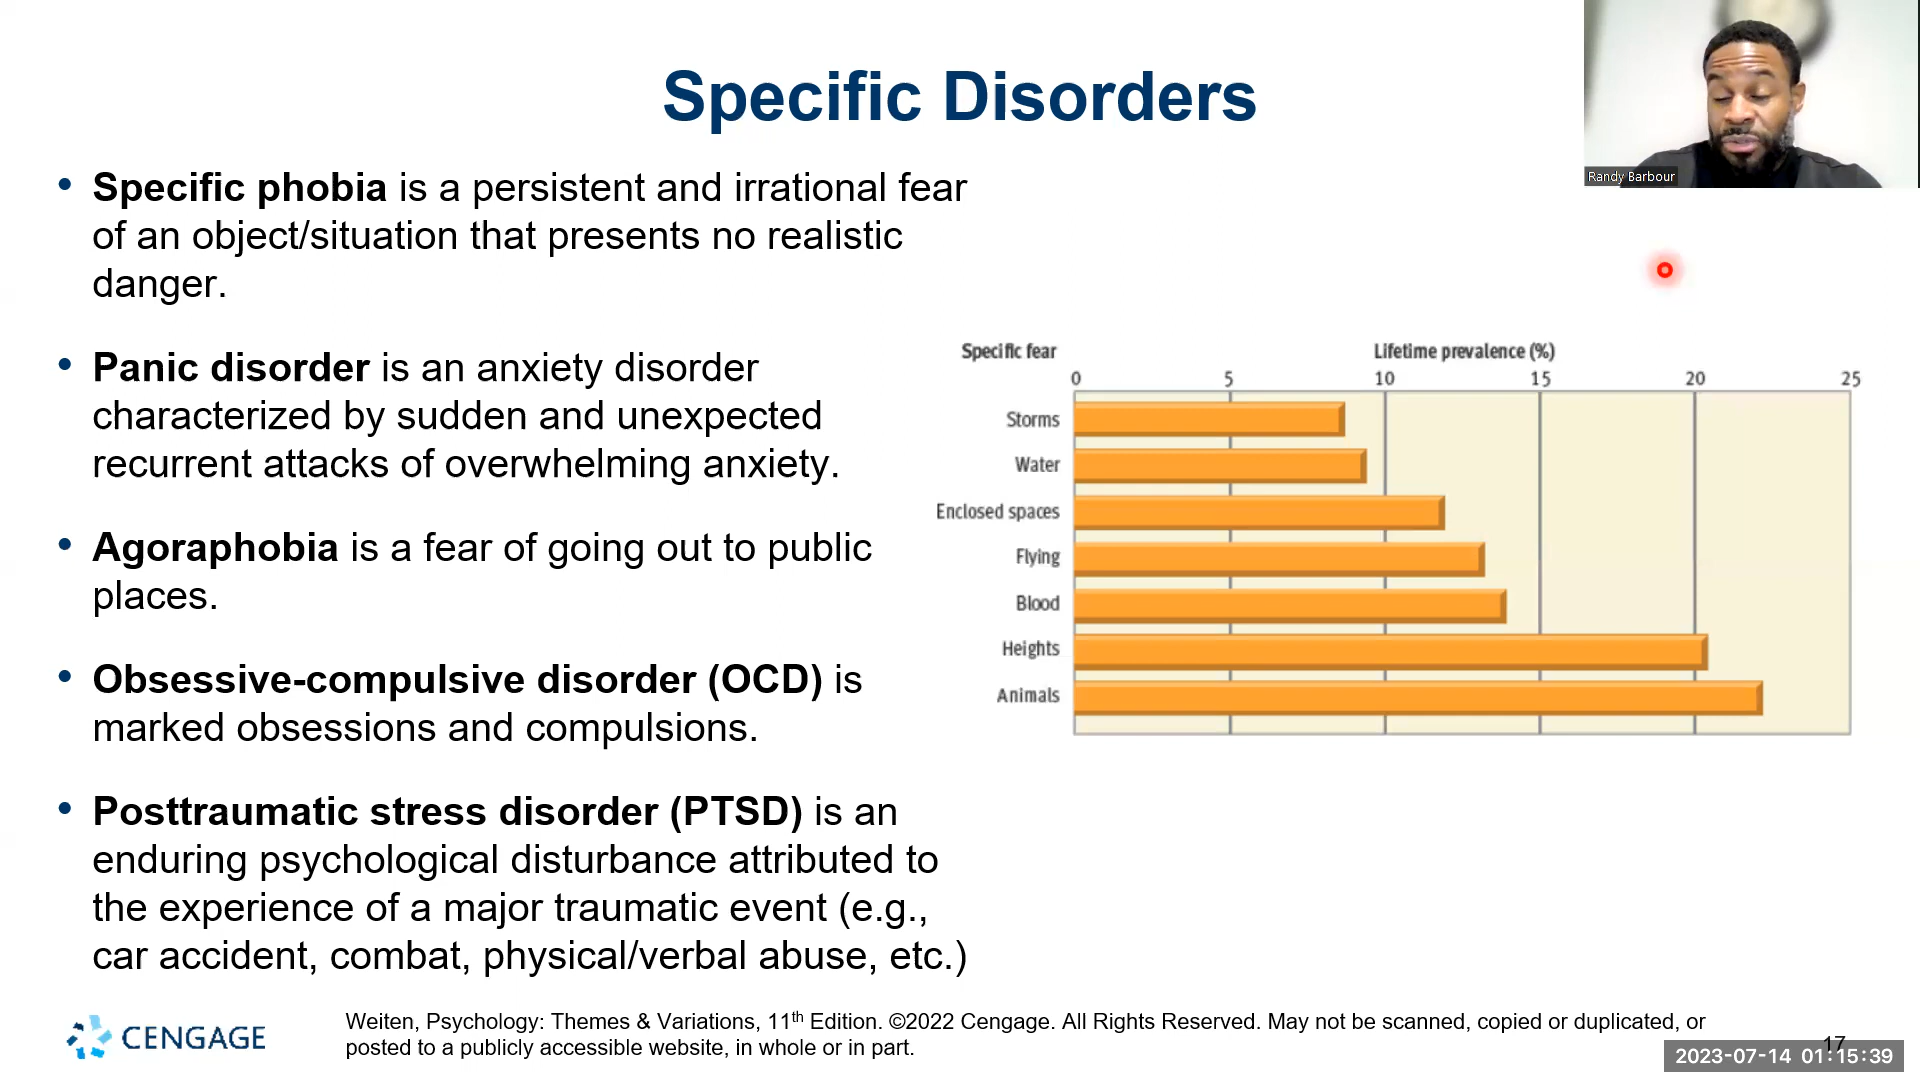 Specific Disorders
Randy Barbour
• Specific phobia is a persistent and irrational fear
of an object/situation that presents no realistic
danger.
• Panic disorder is an anxiety disorder
characterized by sudden and unexpected
recurrent attacks of overwhelming anxiety.
• Agoraphobia is a fear of going out to public
places.
• Obsessive-compulsive disorder (OCD) is
marked obsessions and compulsions.
• Posttraumatic stress disorder (PTSD) is an
enduring psychological disturbance attributed to
the experience of a major traumatic event (e.g.,
car accident, combat, physical/verbal abuse, etc.)
Specific fear Lifetime prevalence (%)
0 5 10 15 20 25
Storms
Water
Enclosed spaces
Flying
Blood
Heights
Animals
CENGAGE
Weiten, Psychology: Themes & Variations, 11th Edition. ©2022 Cengage. All Rights Reserved. May not be scanned, copied or duplicated, or
posted to a publicly accessible website, in whole or in part.
17
2023-07-14 01:15:39